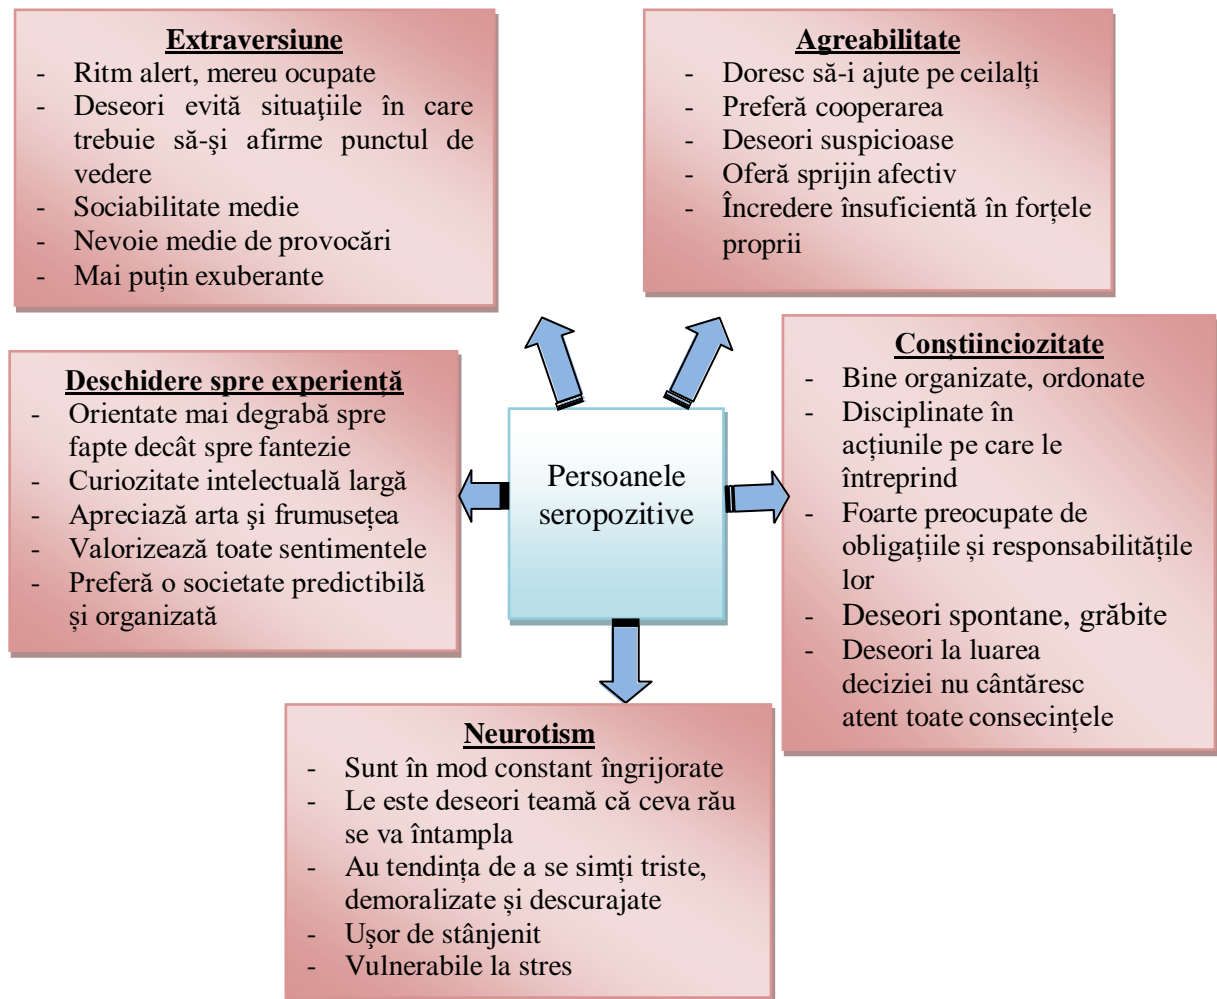 Extraversiune
- Ritm alert, mereu ocupate
- Deseori evită situaţiile în care
trebuie să-şi afirme punctul de
vedere
- Sociabilitate medie
- Nevoie medie de provocări
- Mai puțin exuberante
Agreabilitate
- Doresc să-i ajute pe ceilalți
- Preferă cooperarea
- Deseori suspicioase
- Oferă sprijin afectiv
- Încredere însuficientă în forțele
proprii
Deschidere spre experiență
- Orientate mai degrabă spre
fapte decât spre fantezie
- Curiozitate intelectuală largă
- Apreciază arta şi frumusețea
- Valorizează toate sentimentele
- Preferă o societate predictibilă
și organizată
Persoanele
seropozitive
Conștiinciozitate
- Bine organizate, ordonate
- Disciplinate în
acțiunile pe care le
întreprind
- Foarte preocupate de
obligațiile și responsabilitățile
lor
- Deseori spontane, grăbite
- Deseori la luarea
deciziei nu cântăresc
atent toate consecințele
Neurotism
- Sunt în mod constant îngrijorate
- Le este deseori teamă că ceva rău
se va întampla
- Au tendința de a se simți triste,
demoralizate și descurajate
- Uşor de stânjenit
- Vulnerabile la stres